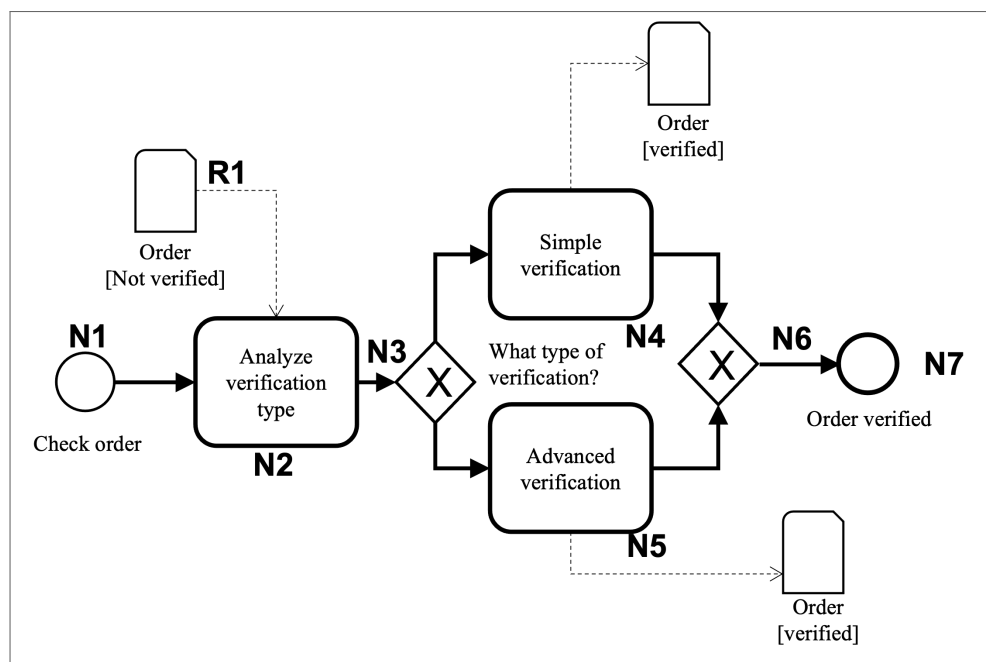 Order
[verified]
R1
Order
[Not verified]
Simple
verification
N1
N3
N4
What type of
verification?
X
X
N6
N7
Analyze
verification
type
Check order
N2
Order verified
Advanced
verification
N5
Order
[verified]